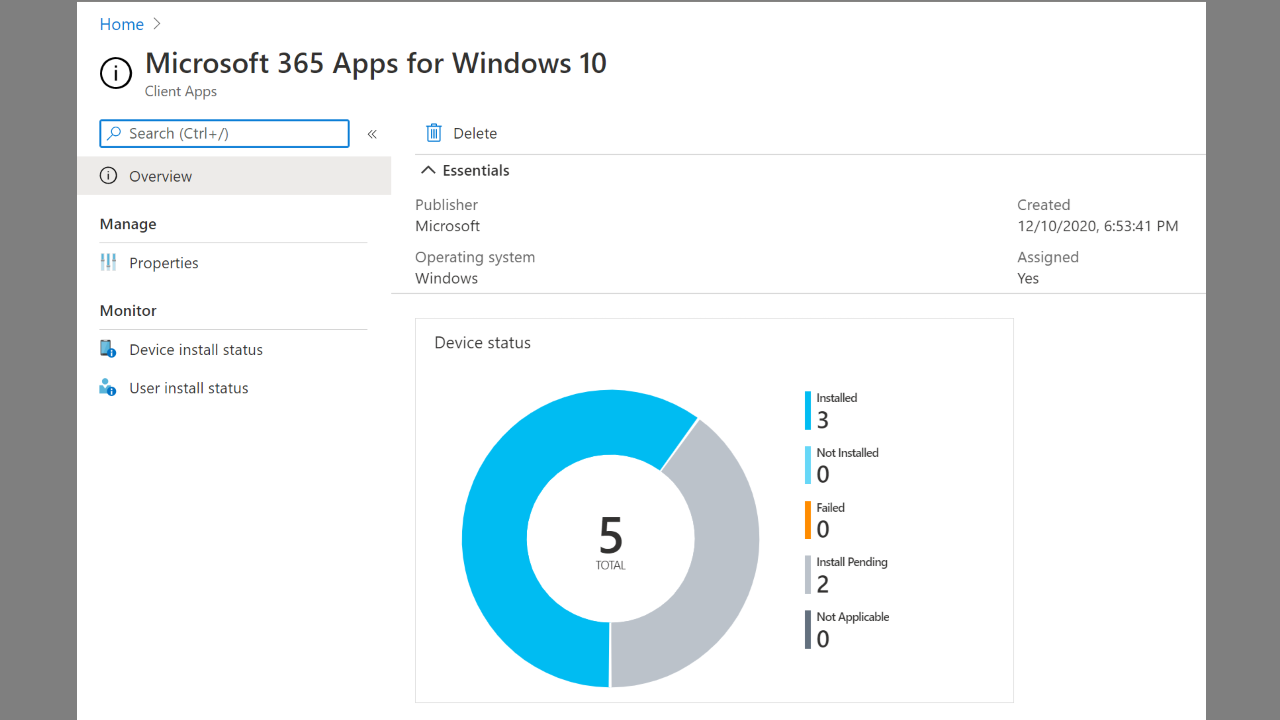 Home
Microsoft 365 Apps for Windows 10
Client Apps
Search (Ctrl+/)
«
Overview
Manage
Properties
Monitor
Device install status
User install status
Delete
Essentials
Publisher
Microsoft
Operating system
Windows
Created
12/10/2020, 6:53:41 PM
Assigned
Yes
Device status
5
TOTAL
Installed
3
Not Installed
0
Failed
0
Install Pending
2
Not Applicable
0